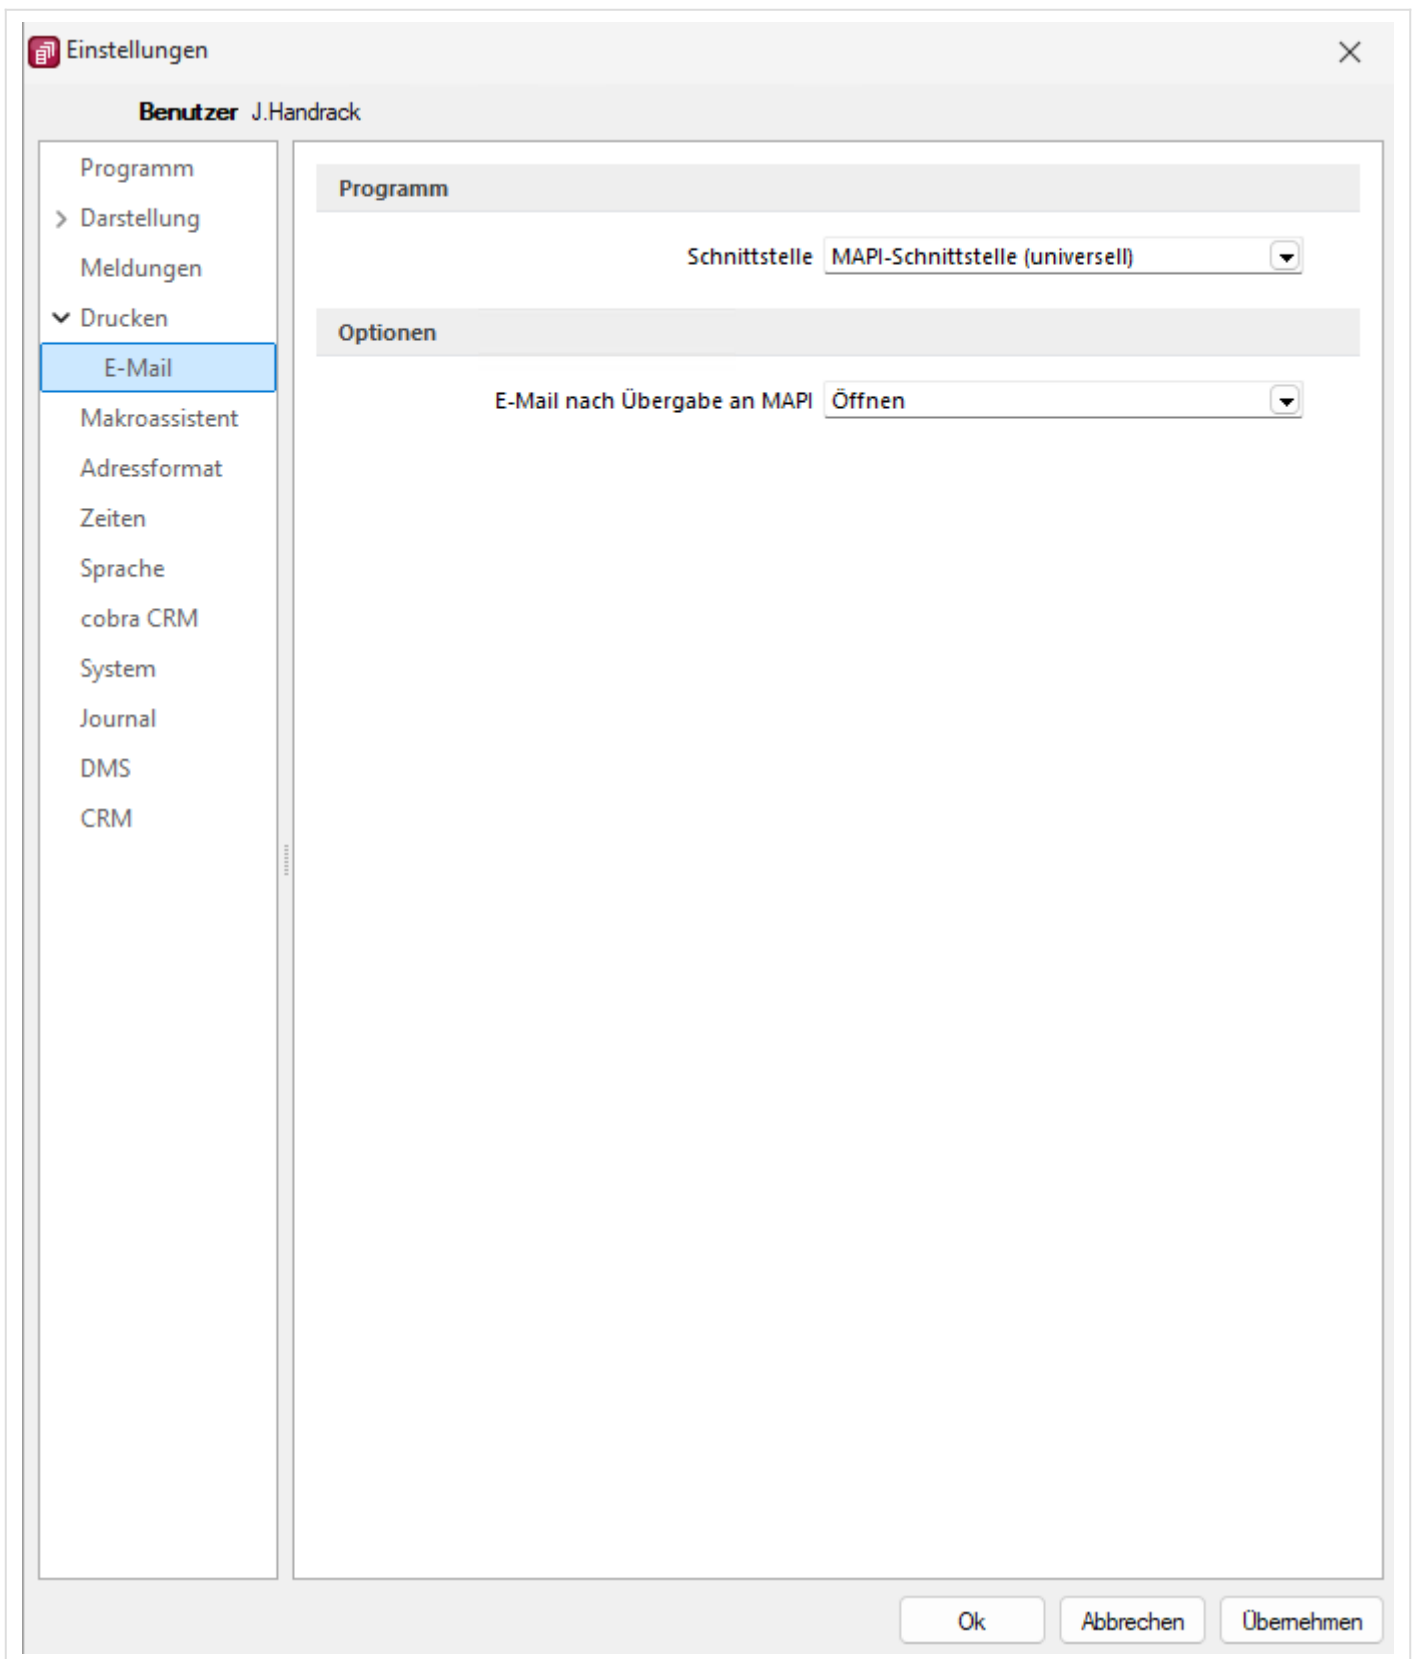 Einstellungen
Benutzer J.Handrack
Programm
Darstellung
Meldungen
Drucken
E-Mail
Makroassistent
Adressformat
Zeiten
Sprache
cobra CRM
System
Journal
DMS
CRM
Programm
Schnittstelle MAPI-Schnittstelle (universell)
Optionen
E-Mail nach Übergabe an MAPI Öffnen
Ok Abbrechen Übernehmen